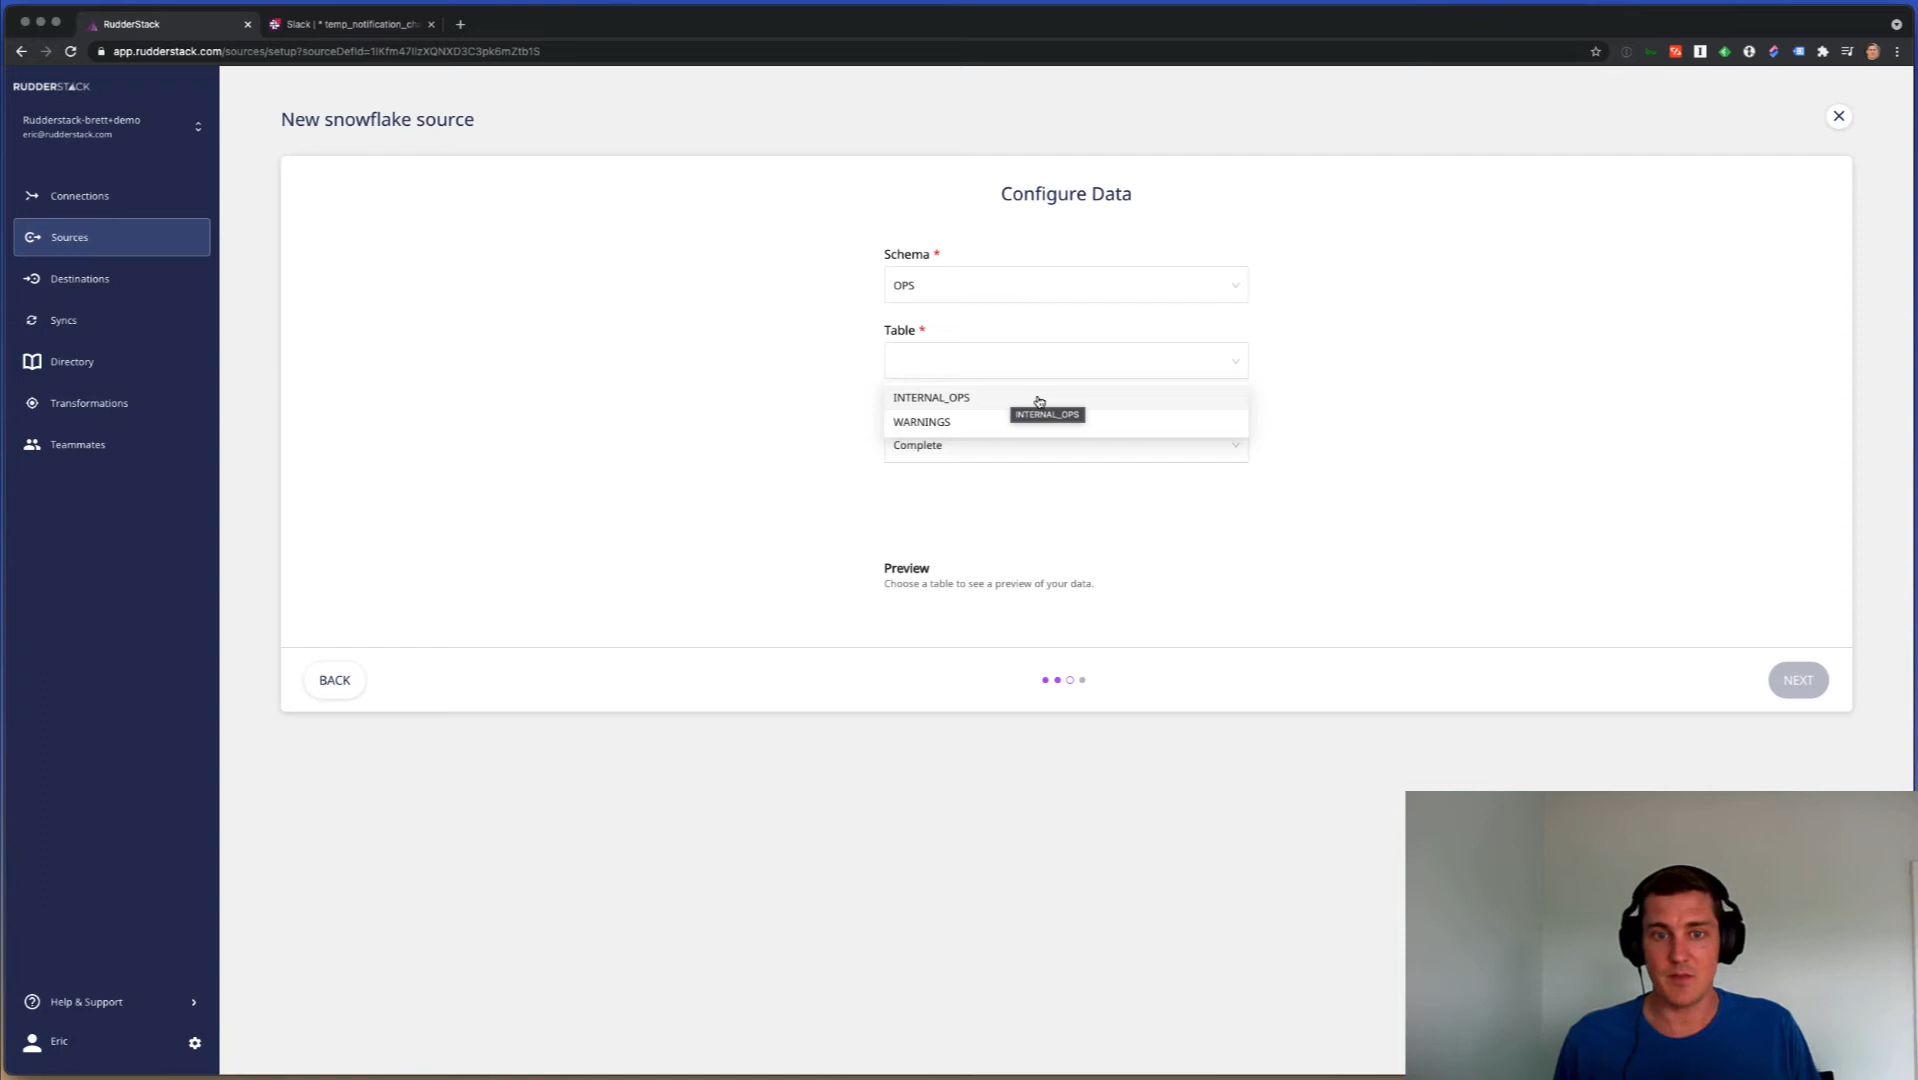 RudderStack
Slack | * temp_notification_ch
app.rudderstack.com/sources/setup?sourceDefId=1lKfm47lIzXQNXD3C3pk6mZtb1S
RUDDERSTACK
Rudderstack-brett+demo
eric@rudderstack.com
Connections
Sources
Destinations
Syncs
Directory
Transformations
Teammates
Help & Support
Eric
New snowflake source
Configure Data
Schema *
OPS
Table *
INTERNAL_OPS
INTERNAL_OPS
WARNINGS
Complete
Preview
Choose a table to see a preview of your data.
BACK
NEXT